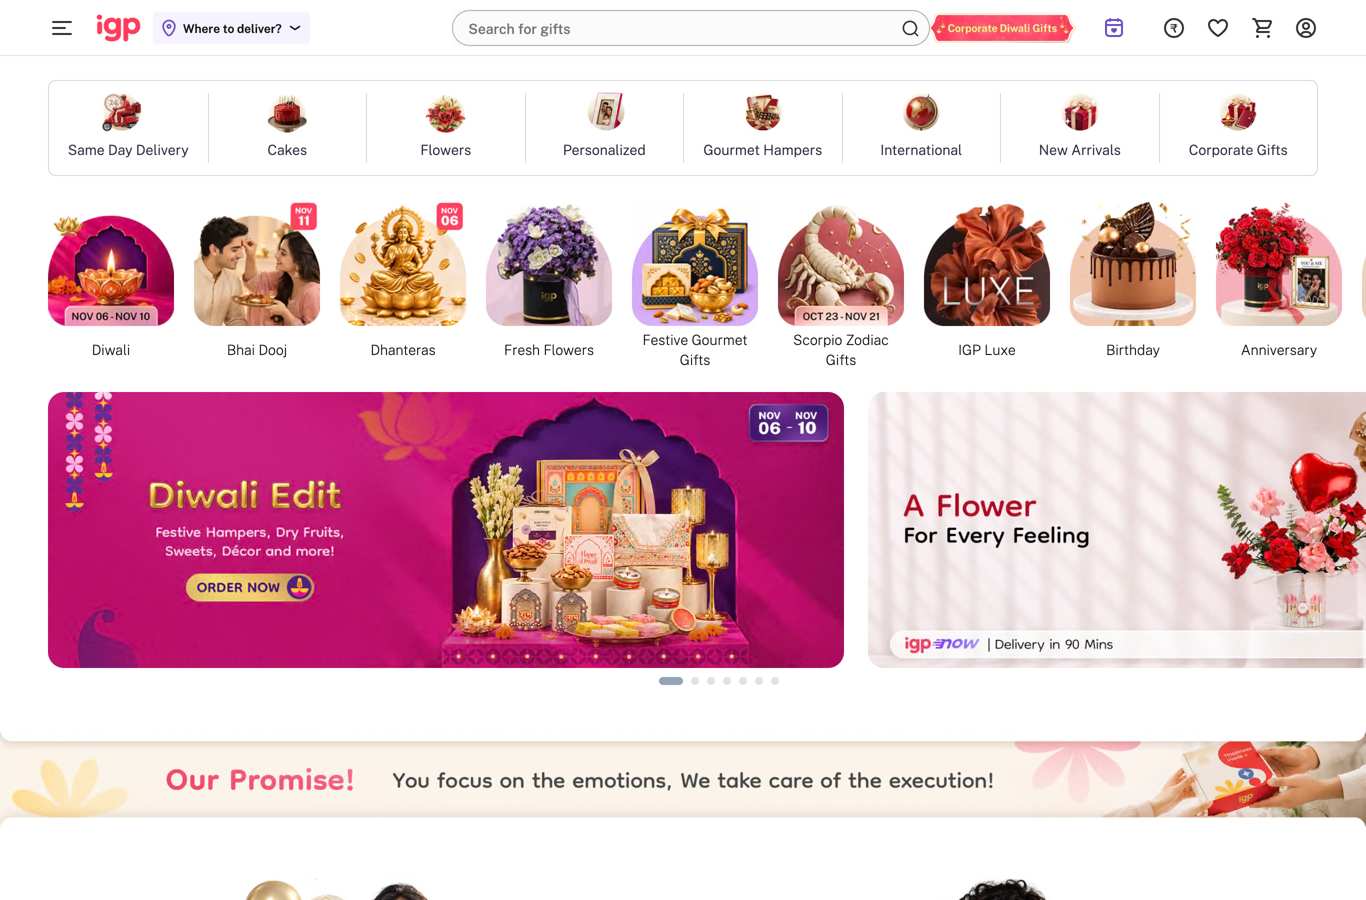 igp
Where to deliver?
Search for gifts
Corporate Diwali Gifts
Same Day Delivery
Cakes
Flowers
Personalized
Gourmet Hampers
International
New Arrivals
Corporate Gifts
NOV 06 - NOV 10
Diwali
NOV
11
Bhai Dooj
NOV
06
Dhanteras
igp
Fresh Flowers
Festive Gourmet
Gifts
OCT 23 - NOV 21
Scorpio Zodiac
Gifts
LUXE
IGP Luxe
Birthday
YOU & ME
Anniversary
Diwali Edit
Festive Hampers, Dry Fruits,
Sweets, Décor and more!
ORDER NOW
NOV NOV
06 - 10
A Flower
For Every Feeling
igp now | Delivery in 90 Mins
Our Promise!
You focus on the emotions, We take care of the execution!
igp